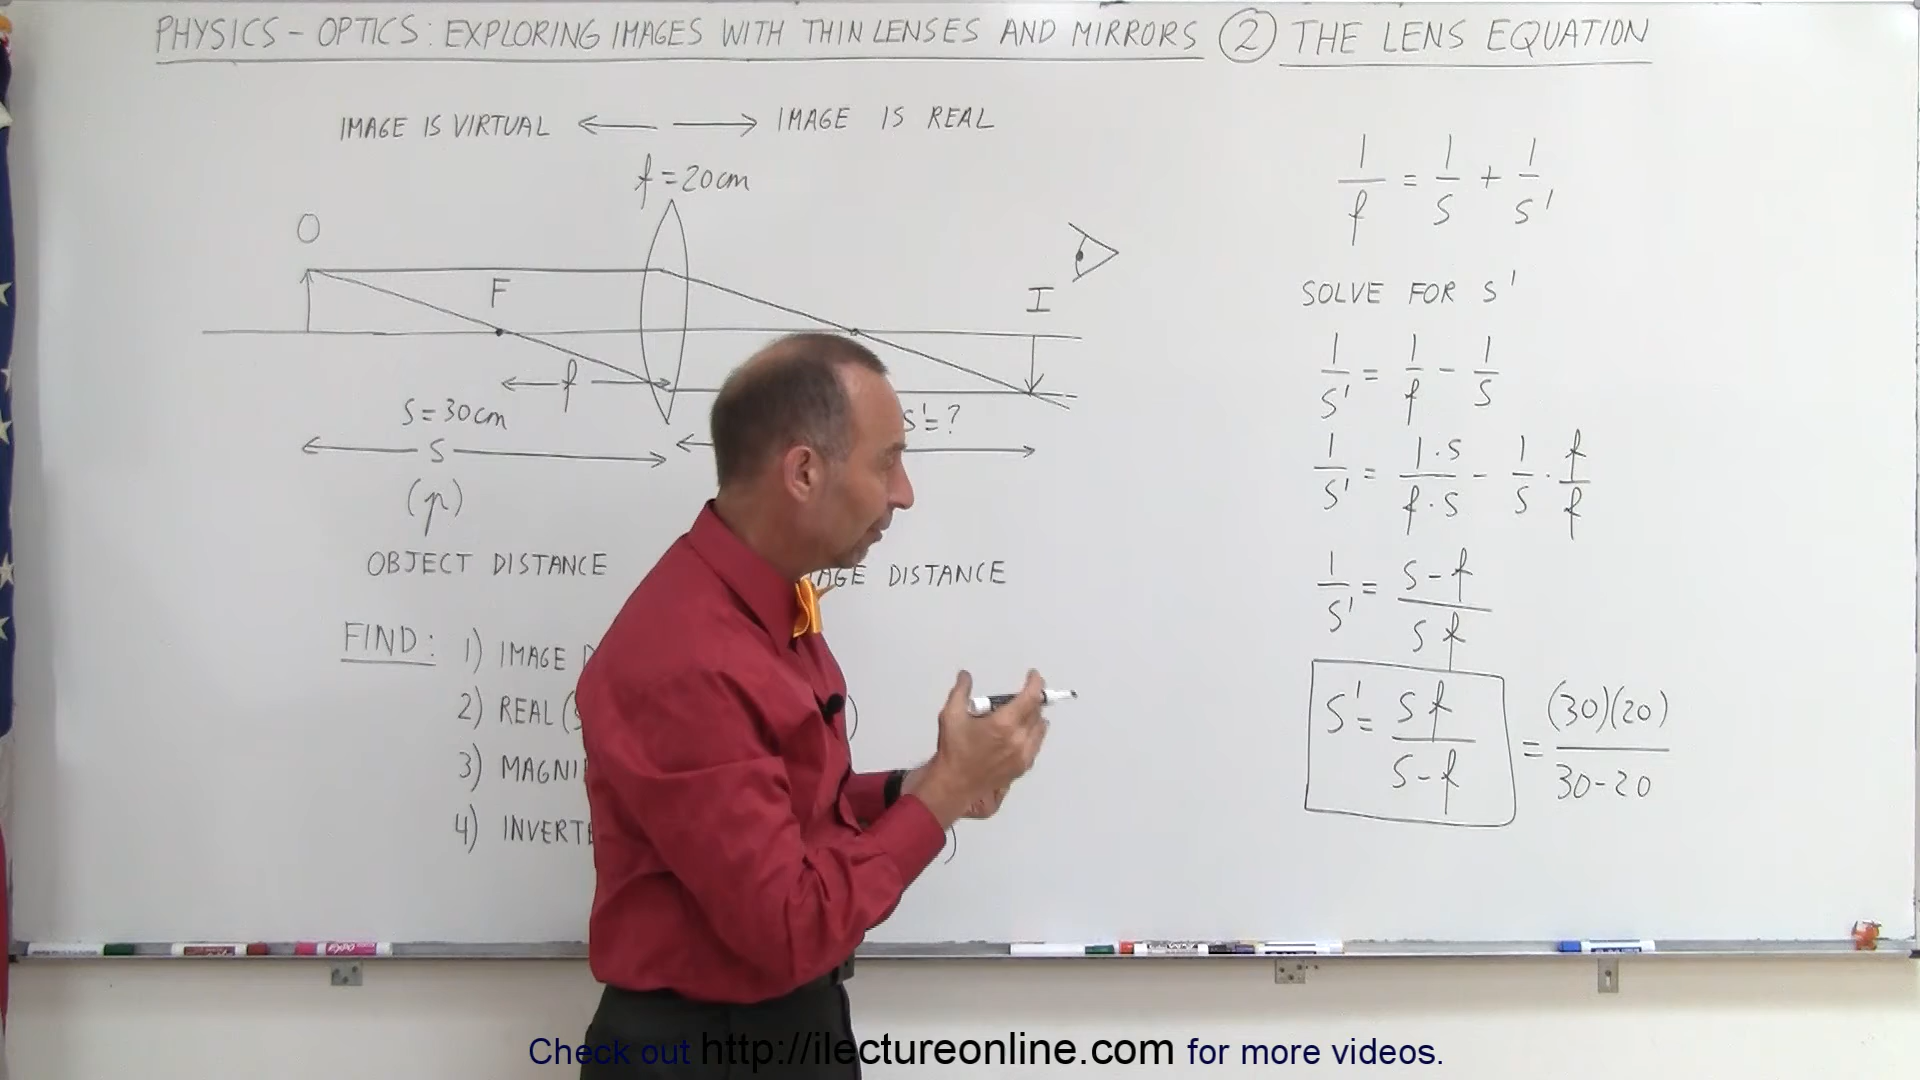 PHYSICS - OPTICS: EXPLORING IMAGES WITH THIN LENSES AND MIRRORS ② THE LENS EQUATION
IMAGE IS VIRTUAL ← → IMAGE IS REAL
f = 20cm
O
F
I
f
S = 30cm
S'= ?
S
(p)
OBJECT DISTANCE
AGE DISTANCE
FIND: 1) IMAGE
2) REAL (
3) MAGNI
4) INVERTE
1/f = 1/S + 1/S'
SOLVE FOR S'
1/S' = 1/f - 1/S
1/S' = 1·S/f·S - 1/S · f/f
1/S' = S-f/Sf
S' = Sf/S-f = (30)(20)/30-20
Check out http://ilectureonline.com for more videos.